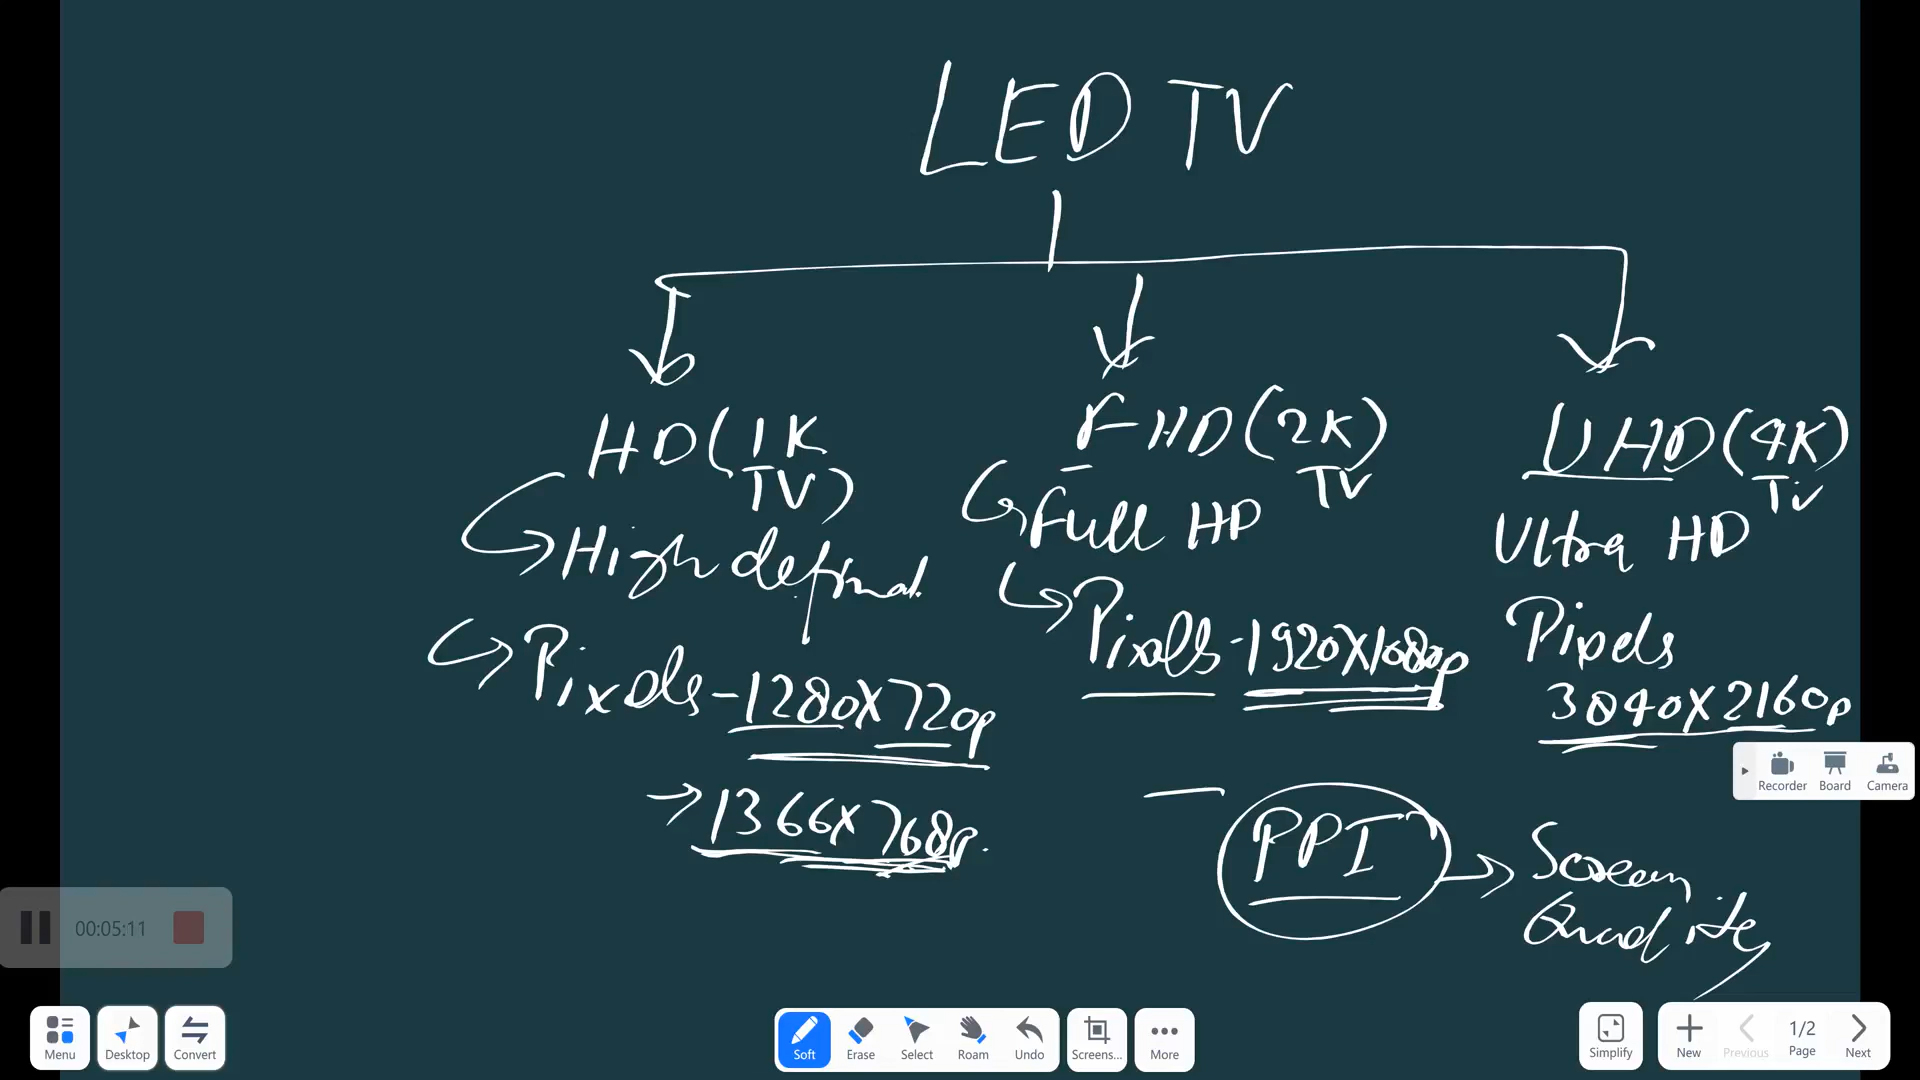 LED TV
HD(1K
TV)
High definat.
Pixels-1280X720p
→1366X768p.
FHD(2K)
TV
Full HD
Pixels-1920X1080p
UHD(4K)
TV
Ultra HD
Pixels
3840X2160p
PPI → Screen
Quality
Recorder Board Camera
00:05:11
Menu Desktop Convert
Soft Erase Select Roam Undo Screens... More
Simplify New Previous 1/2 Page Next